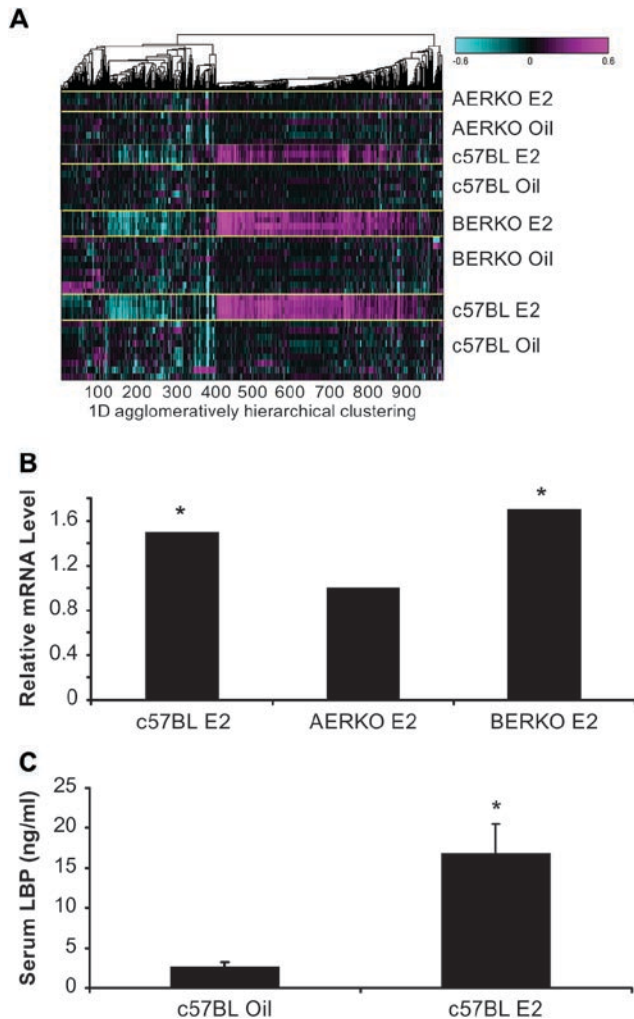 A
-0.6 0 0.6
AERKO E2
AERKO Oil
c57BL E2
c57BL Oil
BERKO E2
BERKO Oil
c57BL E2
c57BL Oil
100 200 300 400 500 600 700 800 900
1D agglomeratively hierarchical clustering
B
Relative mRNA Level
1.6
1.2
0.8
0.4
0
*
*
c57BL E2 AERKO E2 BERKO E2
C
Serum LBP (ng/ml)
25
20
15
10
5
0
*
c57BL Oil c57BL E2